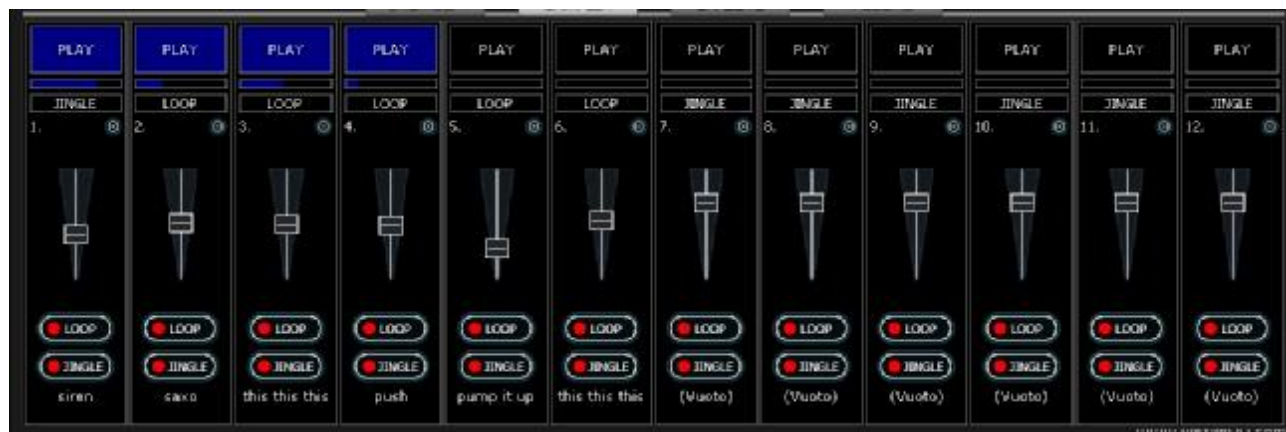 PLAY PLAY PLAY PLAY PLAY PLAY PLAY PLAY PLAY PLAY PLAY PLAY
JINGLE LOOP LOOP LOOP LOOP LOOP JINGLE JINGLE JINGLE JINGLE JINGLE JINGLE
1. 2. 3. 4. 5. 6. 7. 8. 9. 10. 11. 12.
LOOP LOOP LOOP LOOP LOOP LOOP LOOP LOOP LOOP LOOP LOOP LOOP
JINGLE JINGLE JINGLE JINGLE JINGLE JINGLE JINGLE JINGLE JINGLE JINGLE JINGLE JINGLE
siren saxo this this this push pump it up this this this (Vuoto) (Vuoto) (Vuoto) (Vuoto) (Vuoto) (Vuoto)